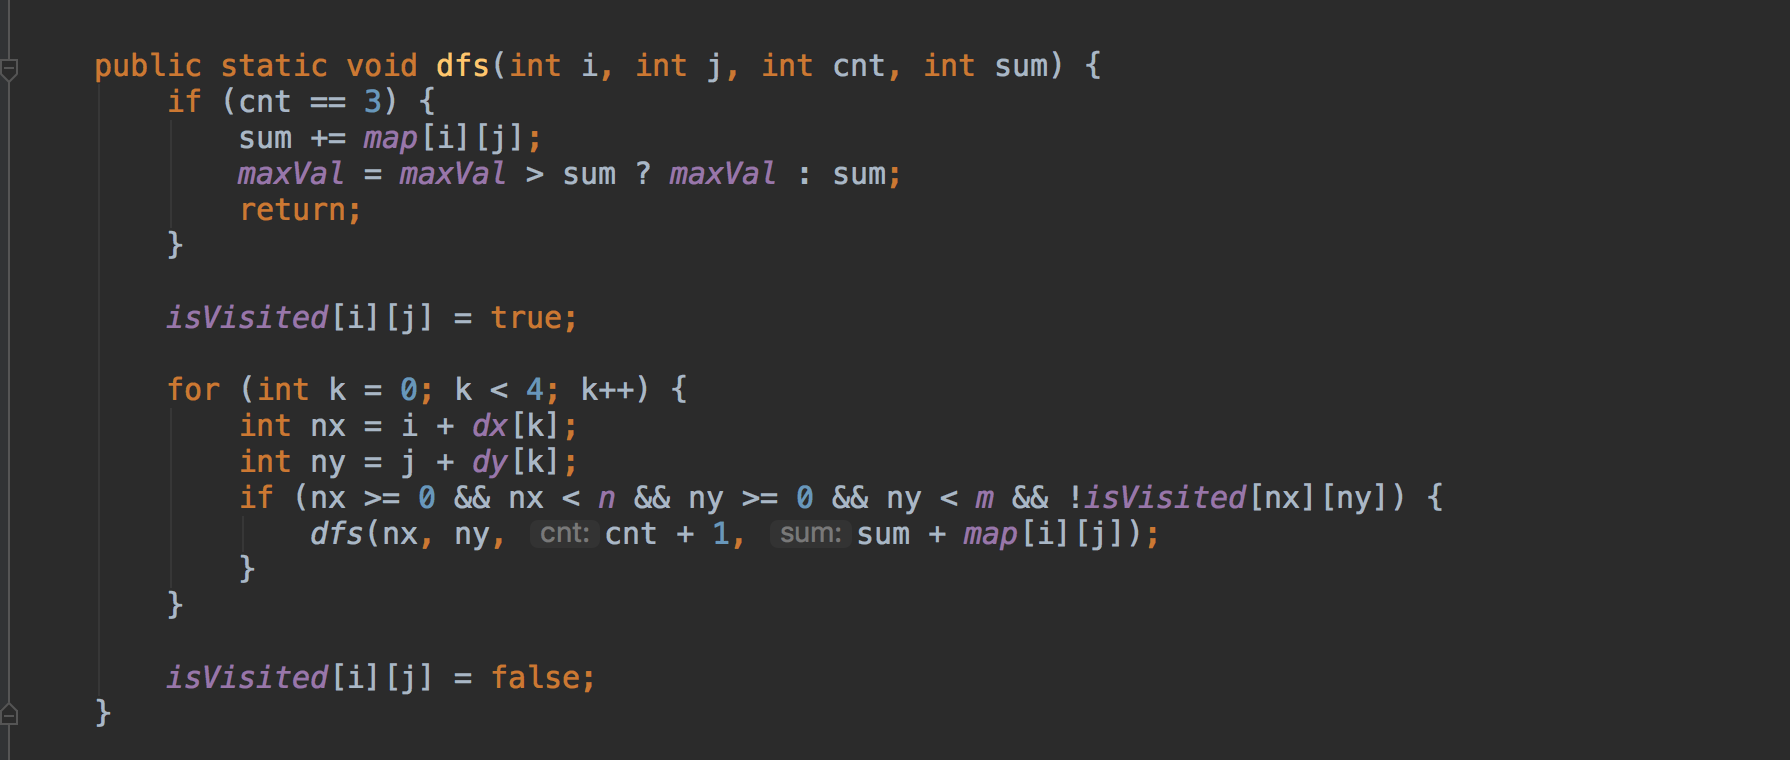 public static void dfs(int i, int j, int cnt, int sum) {
if (cnt == 3) {
sum += map[i][j];
maxVal = maxVal > sum ? maxVal : sum;
return;
}
isVisited[i][j] = true;
for (int k = 0; k < 4; k++) {
int nx = i + dx[k];
int ny = j + dy[k];
if (nx >= 0 && nx < n && ny >= 0 && ny < m && !isVisited[nx][ny]) {
dfs(nx, ny, cnt: cnt + 1, sum: sum + map[i][j]);
}
}
isVisited[i][j] = false;
}